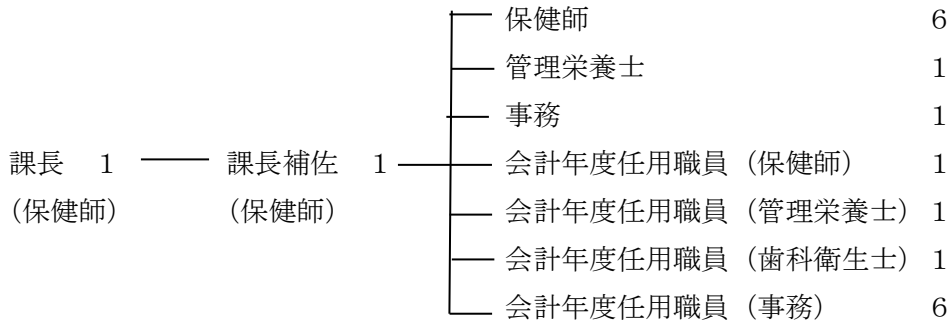 保健師 6
管理栄養士 1
事務 1
課長 1 課長補佐 1 会計年度任用職員（保健師） 1
（保健師） （保健師） 会計年度任用職員（管理栄養士） 1
会計年度任用職員（歯科衛生士） 1
会計年度任用職員（事務） 6